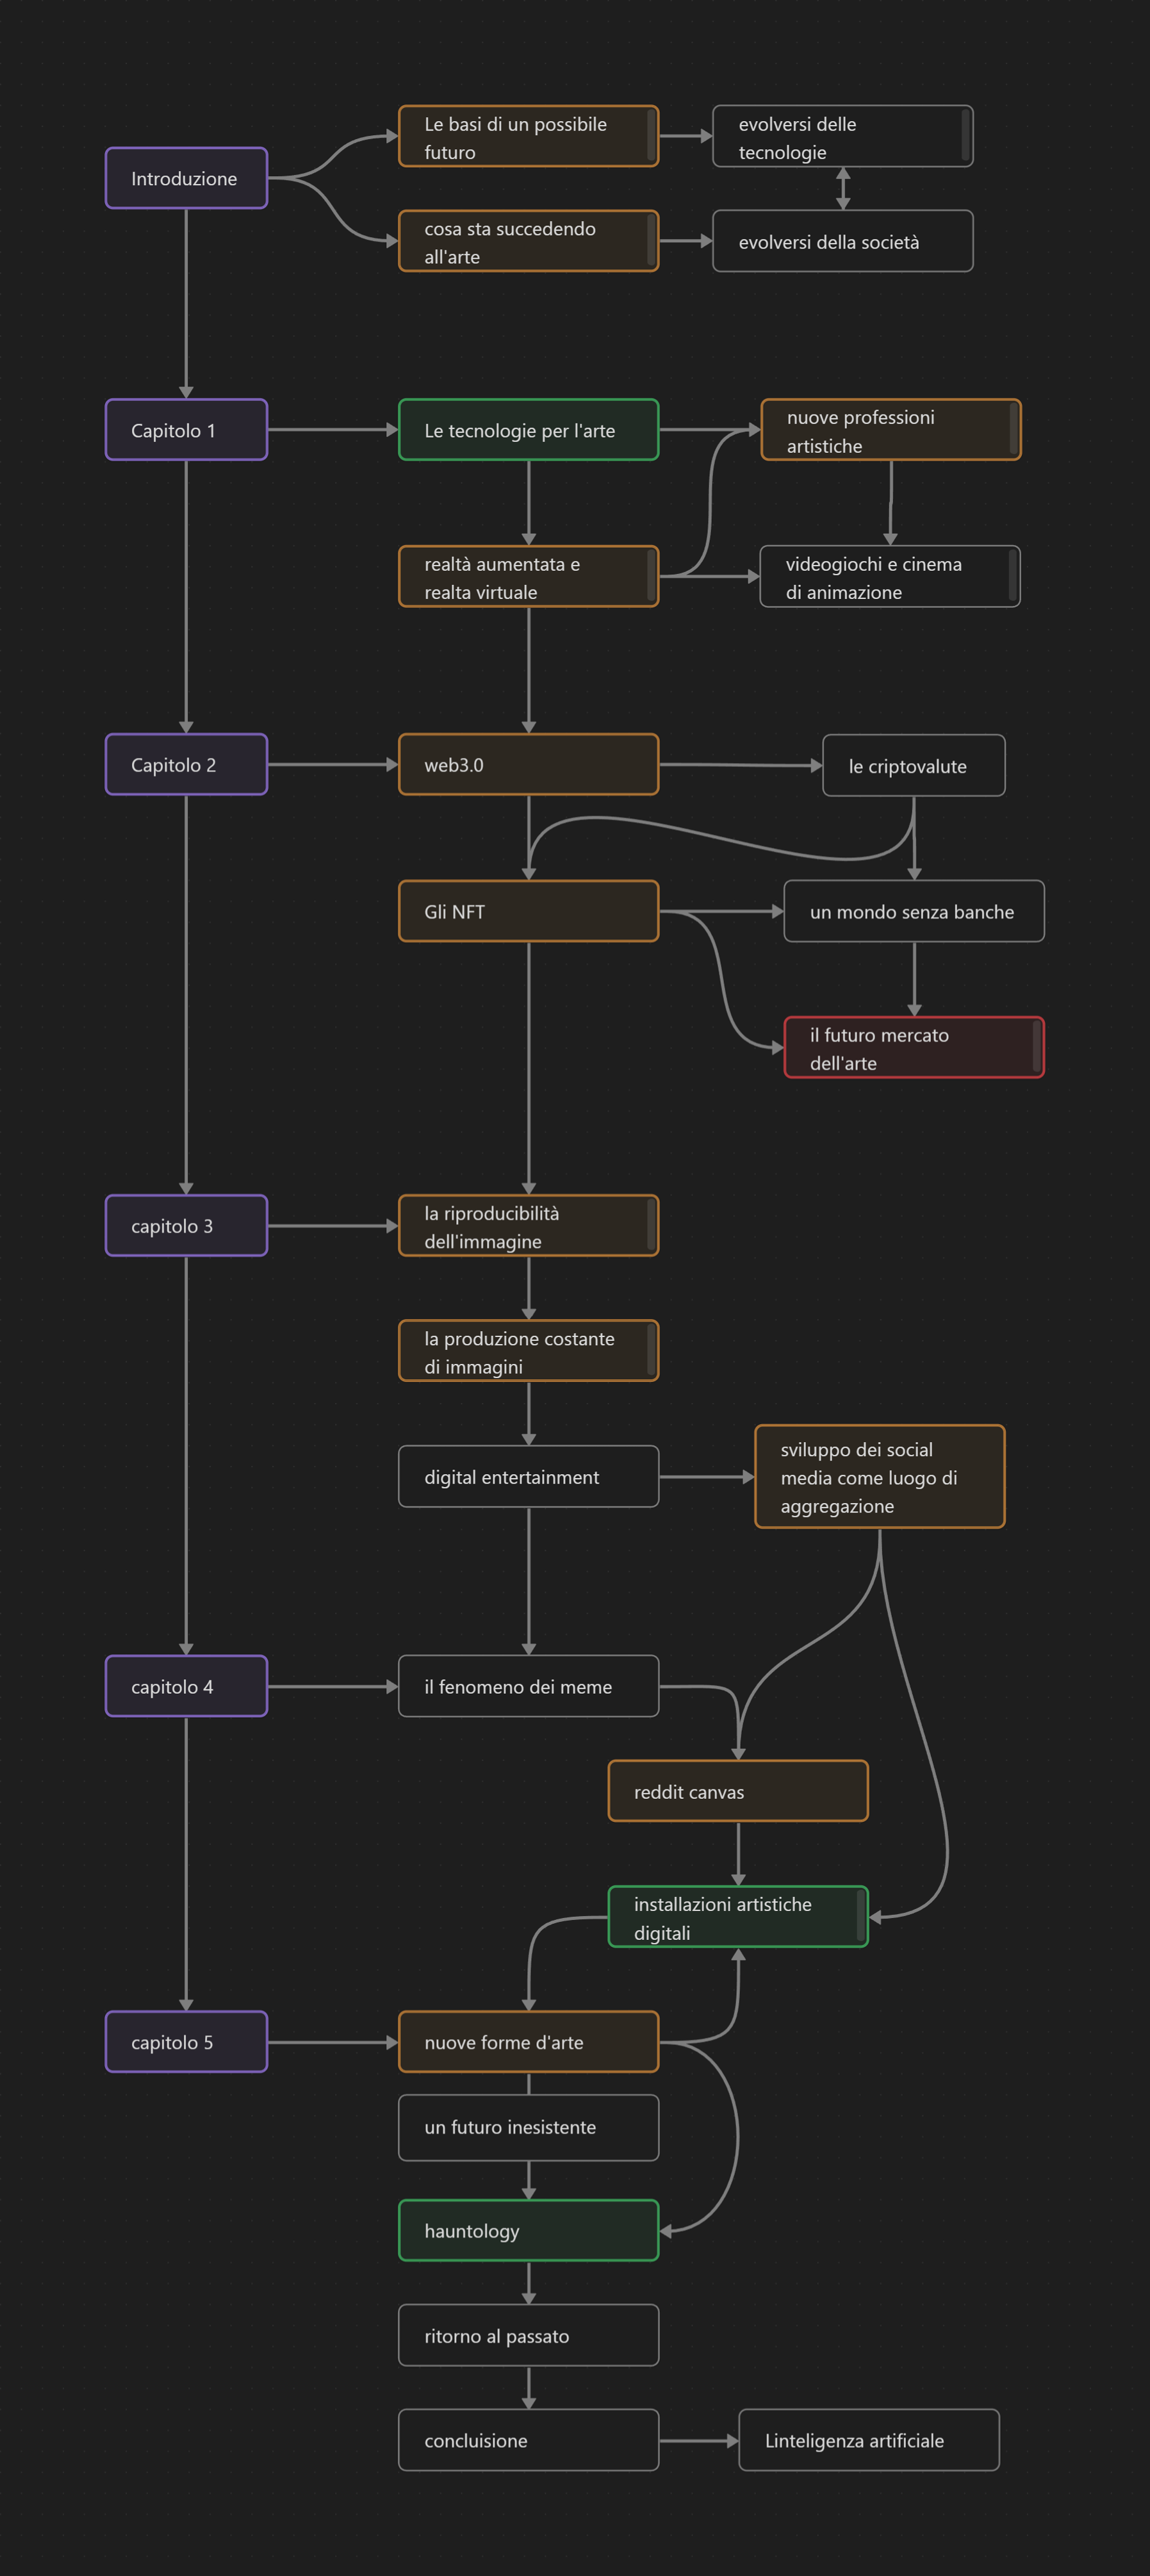 Introduzione
Le basi di un possibile
futuro
evolversi delle
tecnologie
cosa sta succedendo
all'arte
evolversi della società
Capitolo 1
Le tecnologie per l'arte
nuove professioni
artistiche
realtà aumentata e
realta virtuale
videogiochi e cinema
di animazione
Capitolo 2
web3.0
le criptovalute
Gli NFT
un mondo senza banche
il futuro mercato
dell'arte
capitolo 3
la riproducibilità
dell'immagine
la produzione costante
di immagini
digital entertainment
sviluppo dei social
media come luogo di
aggregazione
capitolo 4
il fenomeno dei meme
reddit canvas
installazioni artistiche
digitali
capitolo 5
nuove forme d'arte
un futuro inesistente
hauntology
ritorno al passato
concluisione
Linteligenza artificiale